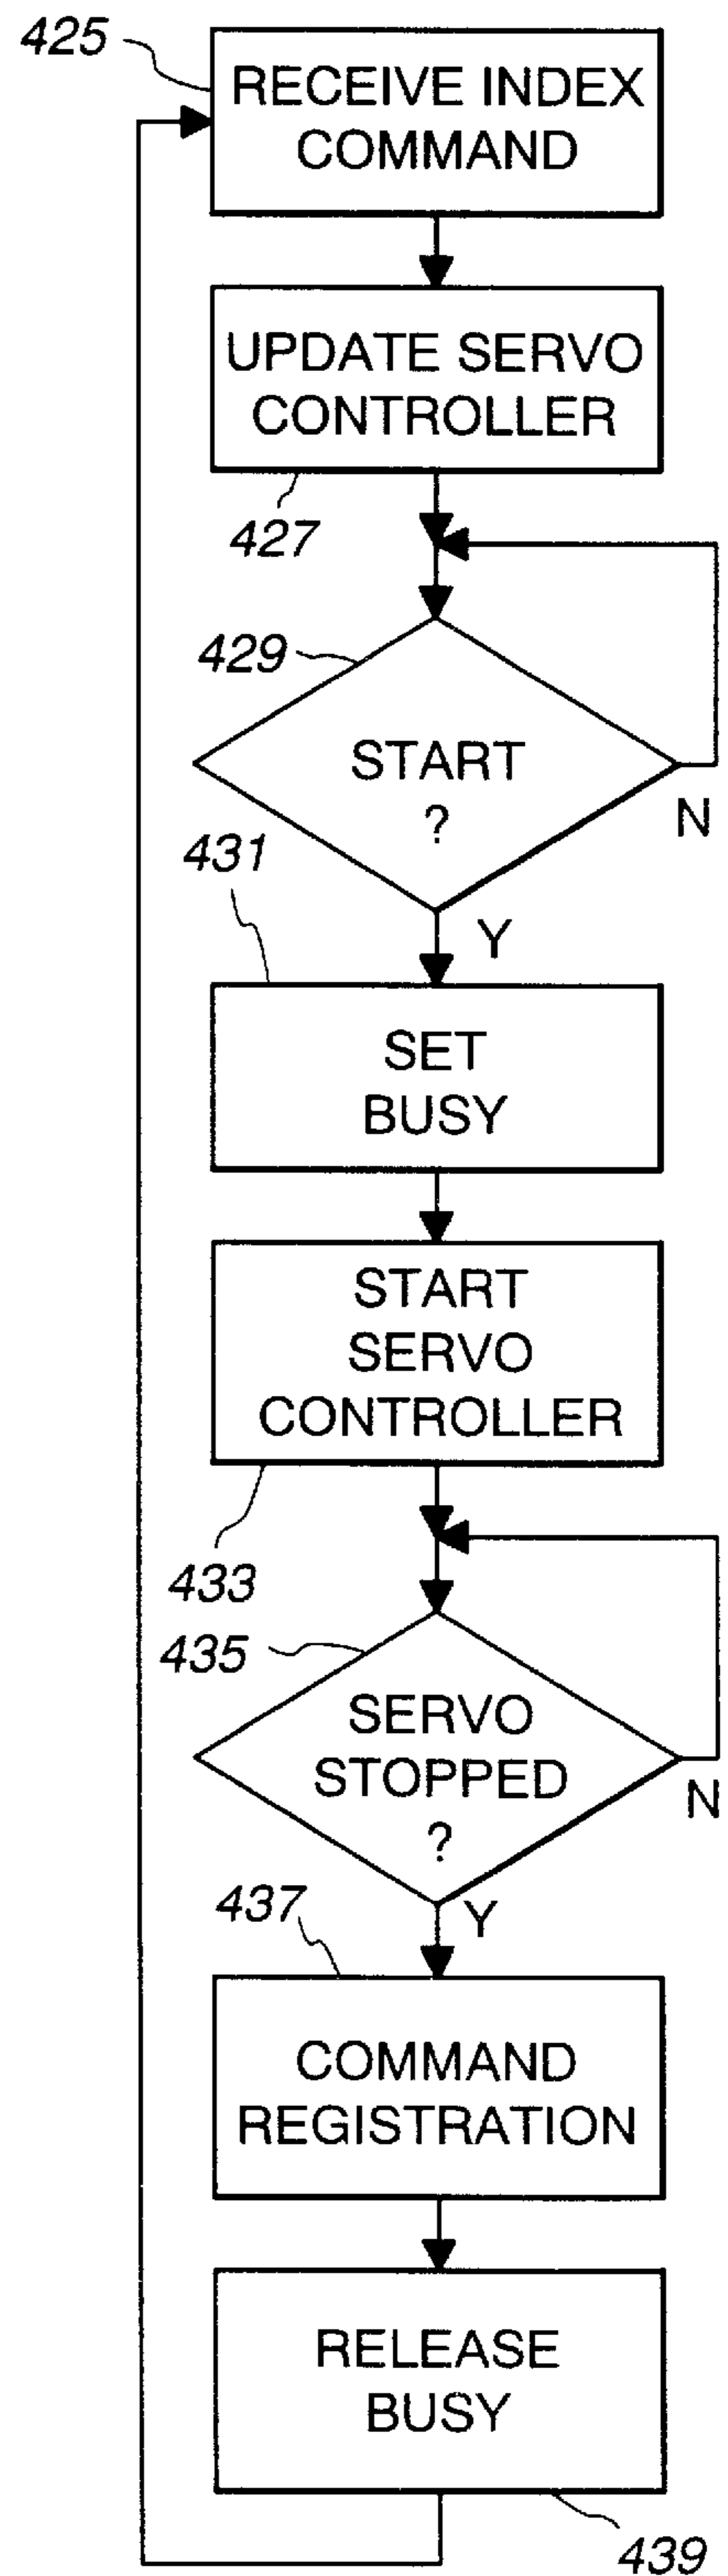 425
RECEIVE INDEX
COMMAND
UPDATE SERVO
CONTROLLER
427
429
START
?
N
431
Y
SET
BUSY
START
SERVO
CONTROLLER
433
435
SERVO
STOPPED
?
N
437
Y
COMMAND
REGISTRATION
RELEASE
BUSY
439